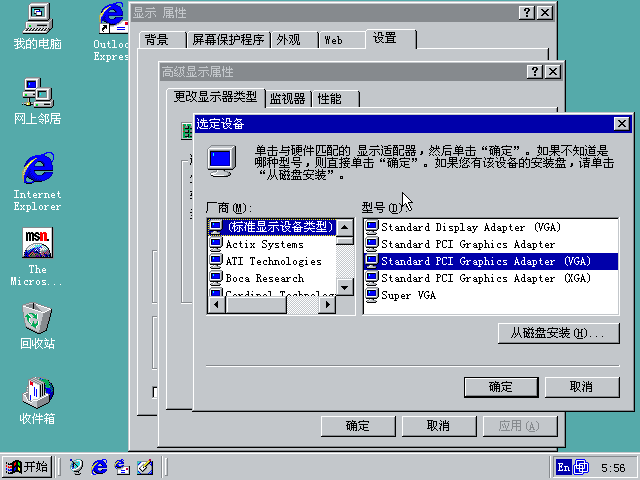 我的电脑
Outlo
Expres
网上邻居
Internet
Explorer
msn
The
Micros...
回收站
收件箱
显示 属性
背景
屏幕保护程序
外观
Web
设置
高级显示属性
更改显示器类型
监视器
性能
选定设备
单击与硬件匹配的 显示适配器，然后单击“确定”。如果不知道是
哪种型号，则直接单击“确定”。如果您有该设备的安装盘，请单击
“从磁盘安装”。
厂商(M):
(标准显示设备类型)
Actix Systems
ATI Technologies
Boca Research
Cardinal Technolog
型号(D)
Standard Display Adapter (VGA)
Standard PCI Graphics Adapter
Standard PCI Graphics Adapter (VGA)
Standard PCI Graphics Adapter (XGA)
Super VGA
从磁盘安装(H)...
确定
取消
确定
取消
应用(A)
开始
En
5:56